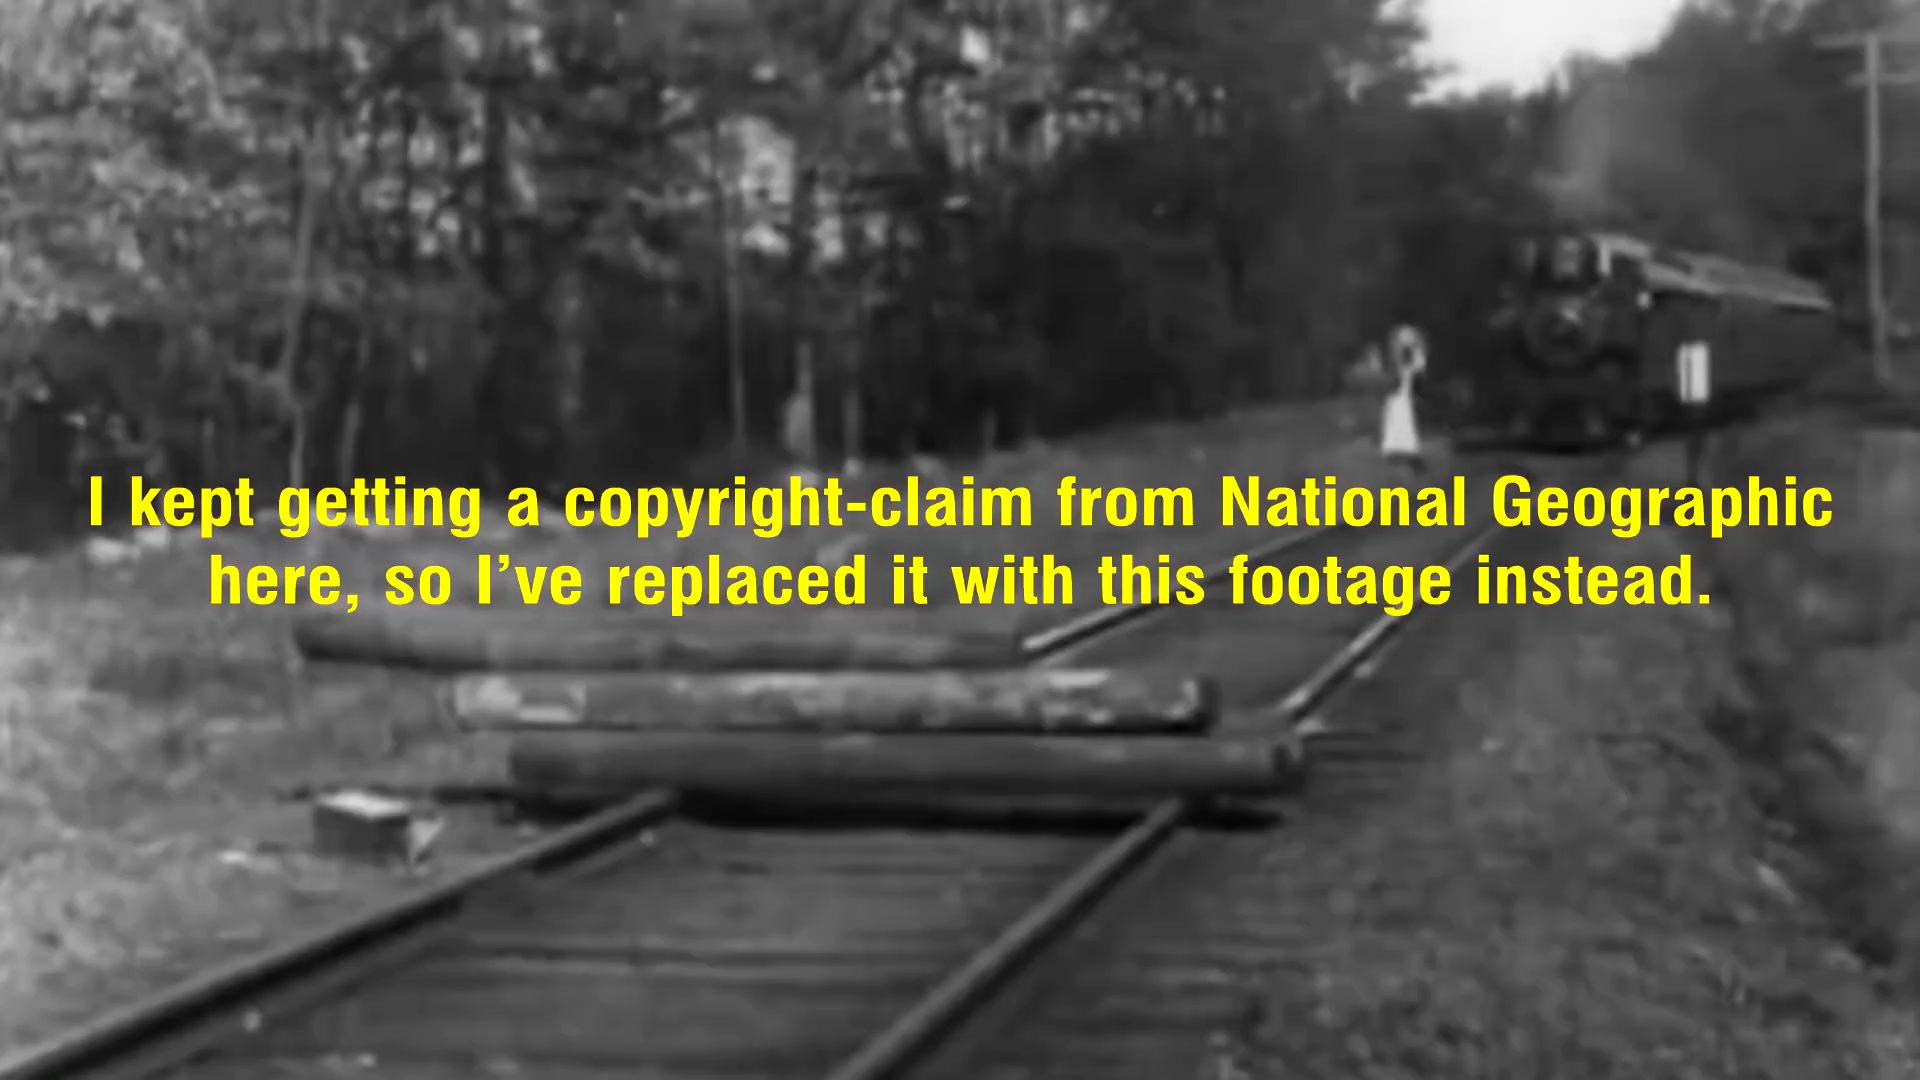 I kept getting a copyright-claim from National Geographic
here, so I’ve replaced it with this footage instead.